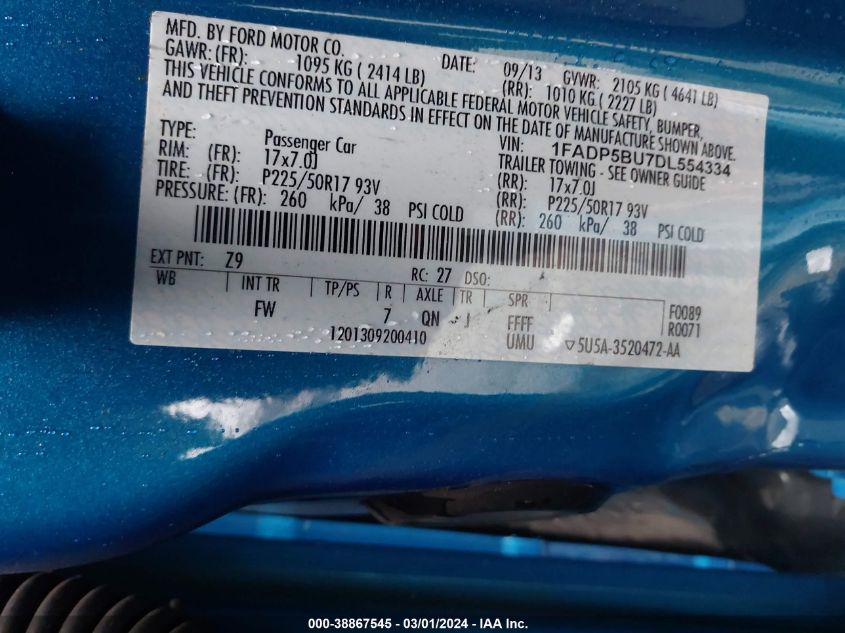 MFD. BY FORD MOTOR CO.
DATE: 09/13 GVWR: 2105 KG ( 4641 LB)
GAWR: (FR): 1095 KG ( 2414 LB) (RR): 1010 KG ( 2227 LB)
THIS VEHICLE CONFORMS TO ALL APPLICABLE FEDERAL MOTOR VEHICLE SAFETY, BUMPER,
AND THEFT PREVENTION STANDARDS IN EFFECT ON THE DATE OF MANUFACTURE SHOWN ABOVE.
VIN: 1FADP5BU7DL554334
TYPE: Passenger Car TRAILER TOWING - SEE OWNER GUIDE
RIM: (FR): 17x7.0J (RR): 17x7.0J
TIRE: (FR): P225/50R17 93V (RR): P225/50R17 93V
PRESSURE: (FR): 260 kPa/ 38 PSI COLD (RR): 260 kPa/ 38 PSI COLD
EXT PNT: Z9 RC: 27 DSO:
WB INT TR TP/PS R AXLE TR SPR F0089
FW 7 QN J FFFF R0071
1201309200410 UMU ▽5U5A-3520472-AA
000-38867545 - 03/01/2024 - IAA Inc.